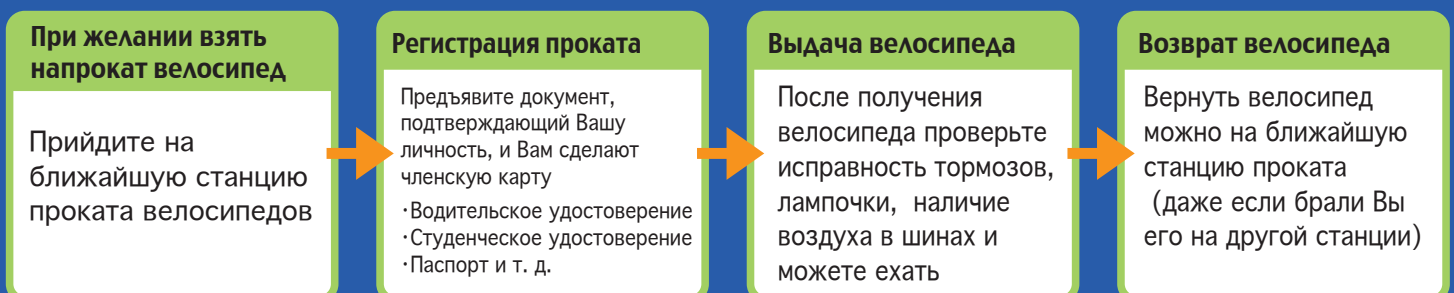 При желании взять
напрокат велосипед
Прийдите на
ближайшую станцию
проката велосипедов
Регистрация проката
Предъявите документ,
подтверждающий Вашу
личность, и Вам сделают
членскую карту
・Водительское удостоверение
・Студенческое удостоверение
・Паспорт и т. д.
Выдача велосипеда
После получения
велосипеда проверьте
исправность тормозов,
лампочки, наличие
воздуха в шинах и
можете ехать
Возврат велосипеда
Вернуть велосипед
можно на ближайшую
станцию проката
(даже если брали Вы
его на другой станции)